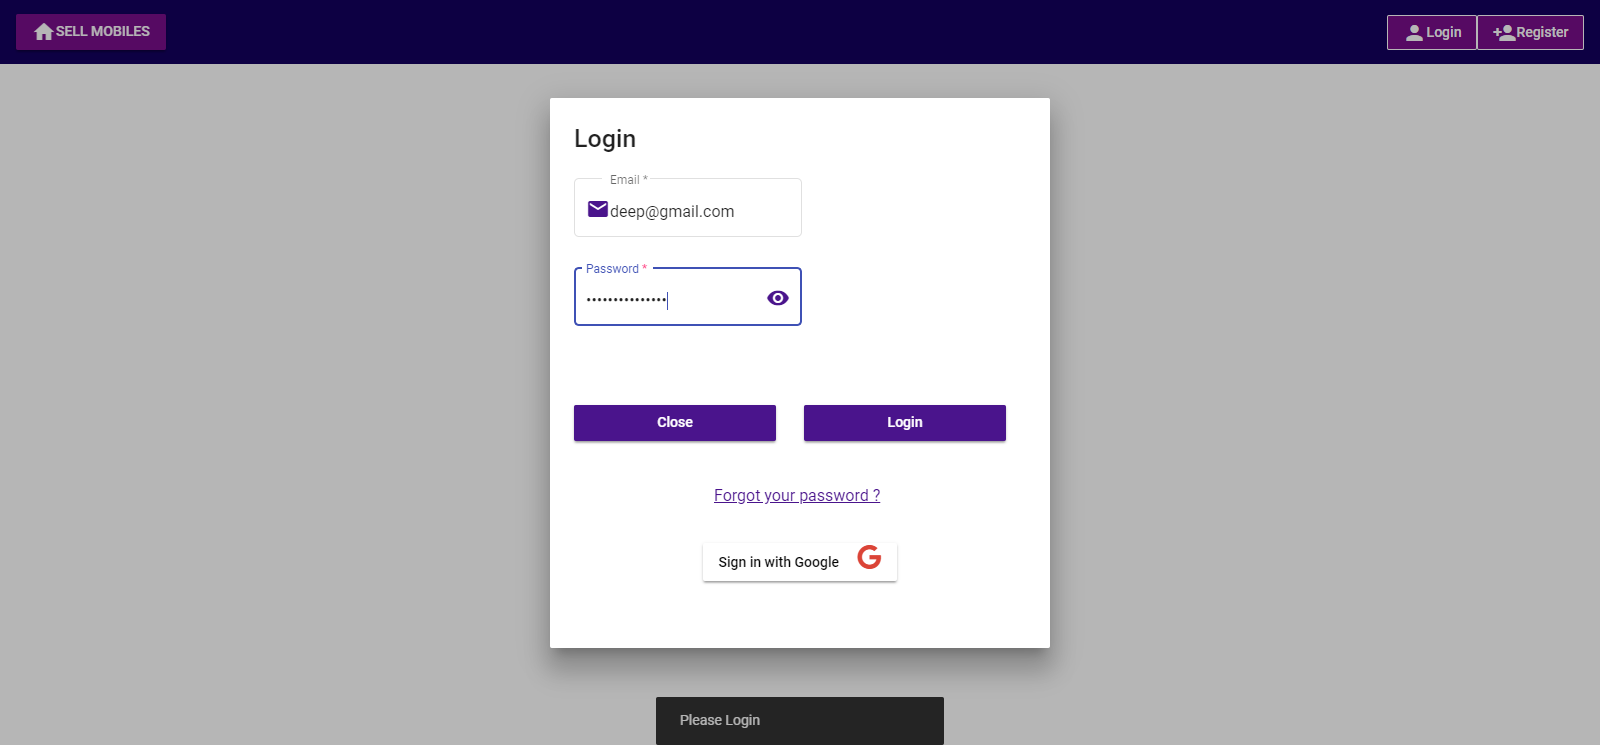 SELL MOBILES
Login
Register
Login
Email *
deep@gmail.com
Password *
•••••••••••••••
Close
Login
Forgot your password ?
Sign in with Google
Please Login